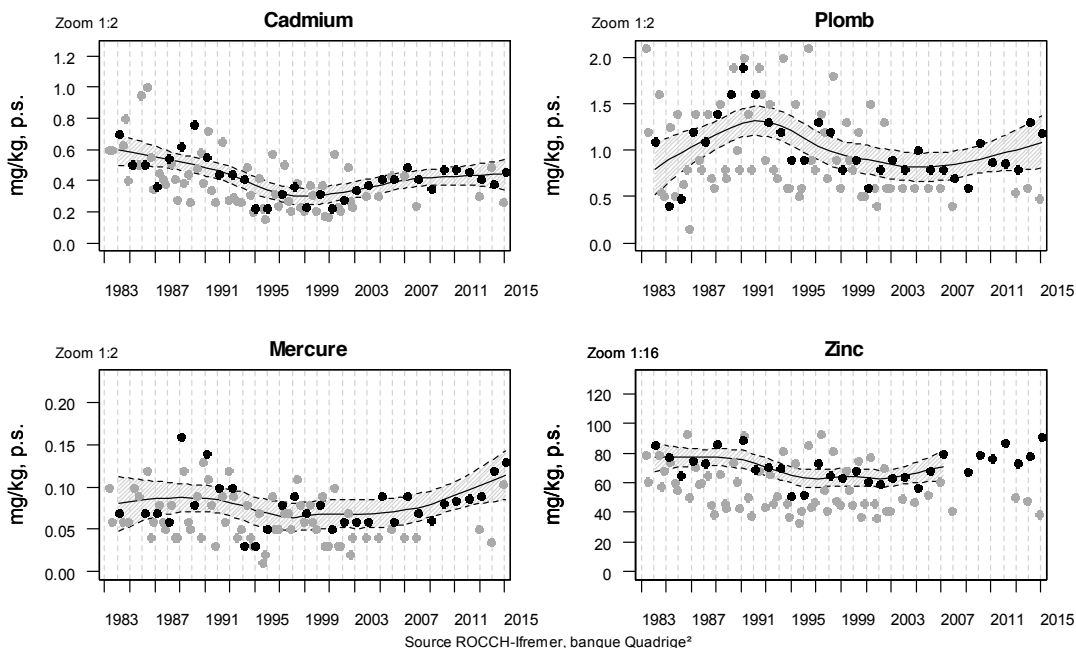 Zoom 1:2
Cadmium
mg/kg, p.s.
1.2
1.0
0.8
0.6
0.4
0.2
0.0
1983 1987 1991 1995 1999 2003 2007 2011 2015
Zoom 1:2
Plomb
mg/kg, p.s.
2.0
1.5
1.0
0.5
0.0
1983 1987 1991 1995 1999 2003 2007 2011 2015
Zoom 1:2
Mercure
mg/kg, p.s.
0.20
0.15
0.10
0.05
0.00
1983 1987 1991 1995 1999 2003 2007 2011 2015
Zoom 1:16
Zinc
mg/kg, p.s.
120
100
80
60
40
20
0
1983 1987 1991 1995 1999 2003 2007 2011 2015
Source ROCCH-Ifremer, banque Quadrige²